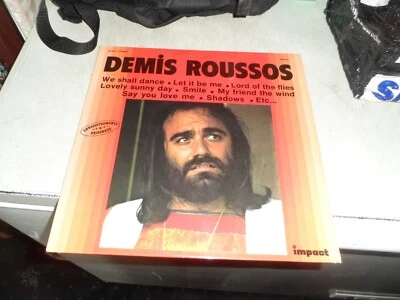 DEMiS ROUSSOS
We shall dance • Let it be me • Lord of the flies
Lovely sunny day • Smile • My friend the wind
Say you love me • Shadows • Etc...
impact
S